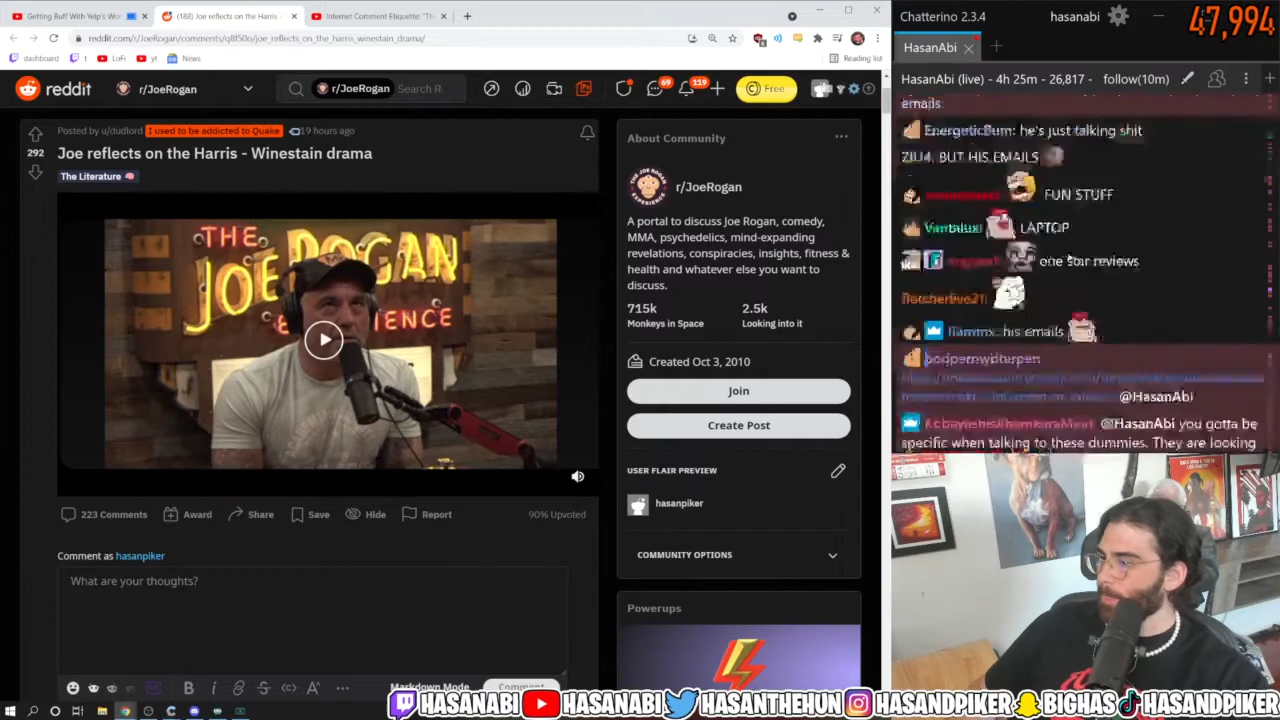 Getting Buff With Yelp's Wor
(188) Joe reflects on the Harris -
Internet Comment Etiquette: "Th
reddit.com/r/JoeRogan/comments/q8f50o/joe_reflects_on_the_harris_winestain_drama/
dashboard
t
LoFi
yt
News
Reading list
reddit
r/JoeRogan
r/JoeRogan
Search R
69
119
Free
Posted by u/dudlord
I used to be addicted to Quake
19 hours ago
292
Joe reflects on the Harris - Winestain drama
The Literature
THE
JOE ROGAN
223 Comments
Award
Share
Save
Hide
Report
90% Upvoted
Comment as hasanpiker
What are your thoughts?
B
i
Markdown Mode
Comment
About Community
r/JoeRogan
A portal to discuss Joe Rogan, comedy,
MMA, psychedelics, mind-expanding
revelations, conspiracies, insights, fitness &
health and whatever else you want to
discuss.
715k
2.5k
Monkeys in Space
Looking into it
Created Oct 3, 2010
Join
Create Post
USER FLAIR PREVIEW
hasanpiker
COMMUNITY OPTIONS
Powerups
Chatterino 2.3.4
hasanabi
47,994
HasanAbi
HasanAbi (live) - 4h 25m - 26,817 - follow(10m)
emails
he's just talking shit
BUT HIS EMAILS
FUN STUFF
LAPTOP
one star reviews
his emails
@HasanAbi
@HasanAbi you gotta be
specific when talking to these dummies. They are looking
HASANABI
HASANABI
HASANTHEHUN
HASANDPIKER
BIGHAS
HASANDPIKER